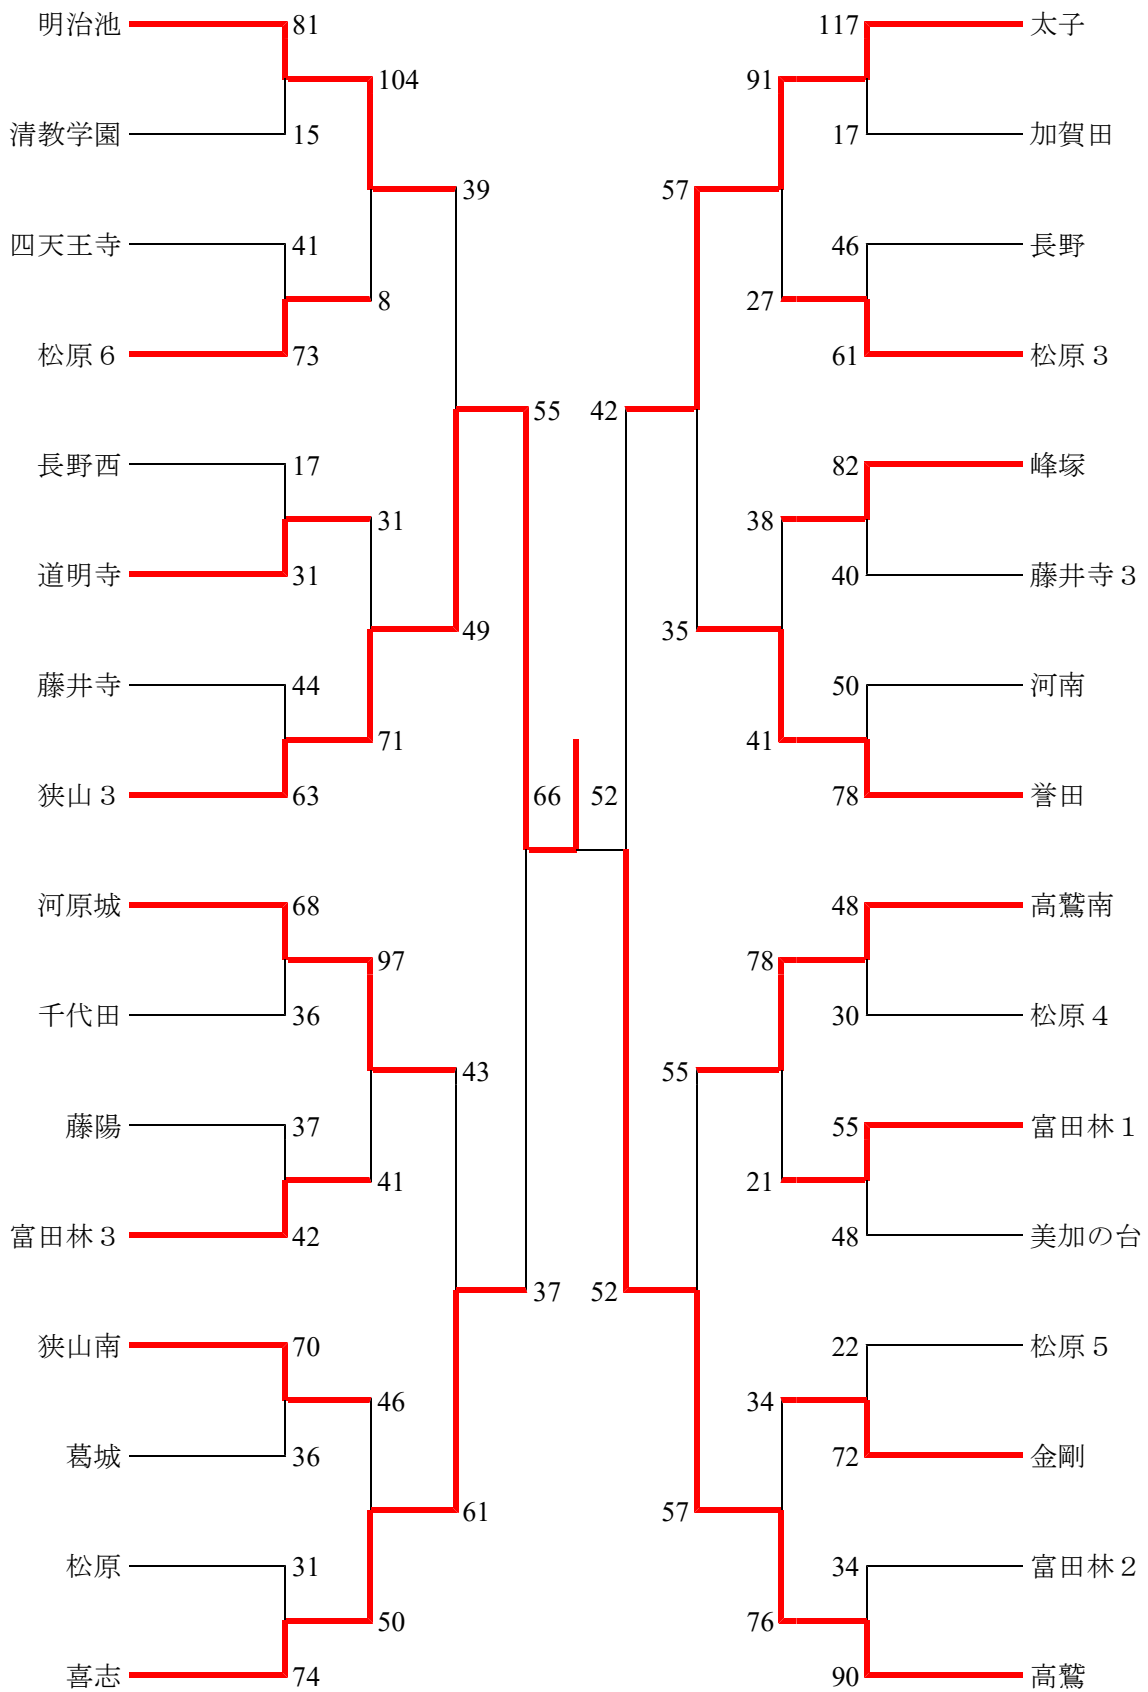 明治池 81 117 太子
104 91
清教学園 15 17 加賀田
39 57
四天王寺 41 46 長野
8 27
松原６ 73 61 松原３
55 42
長野西 17 82 峰塚
31 38
道明寺 31 40 藤井寺３
49 35
藤井寺 44 50 河南
71 41
狭山３ 63 66 52 78 誉田
河原城 68 48 高鷲南
97 78
千代田 36 30 松原４
43 55
藤陽 37 55 富田林１
41 21
富田林３ 42 48 美加の台
37 52
狭山南 70 22 松原５
46 34
葛城 36 72 金剛
61 57
松原 31 34 富田林２
50 76
喜志 74 90 高鷲